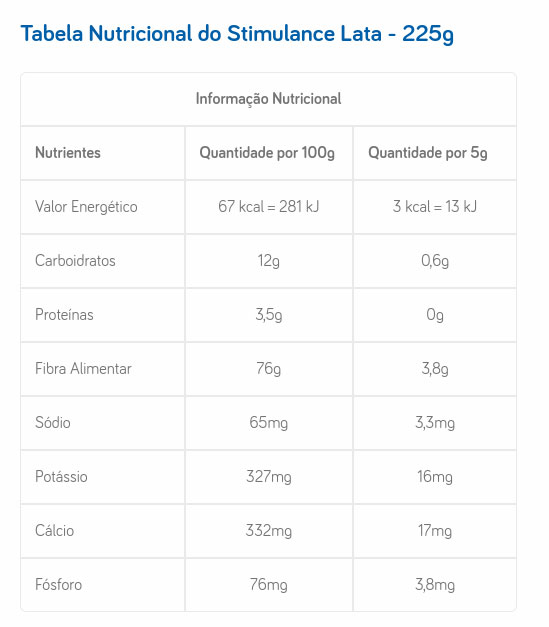 Tabela Nutricional do Stimulance Lata - 225g
Informação Nutricional
Nutrientes Quantidade por 100g Quantidade por 5g
Valor Energético 67 kcal = 281 kJ 3 kcal = 13 kJ
Carboidratos 12g 0,6g
Proteínas 3,5g 0g
Fibra Alimentar 76g 3,8g
Sódio 65mg 3,3mg
Potássio 327mg 16mg
Cálcio 332mg 17mg
Fósforo 76mg 3,8mg